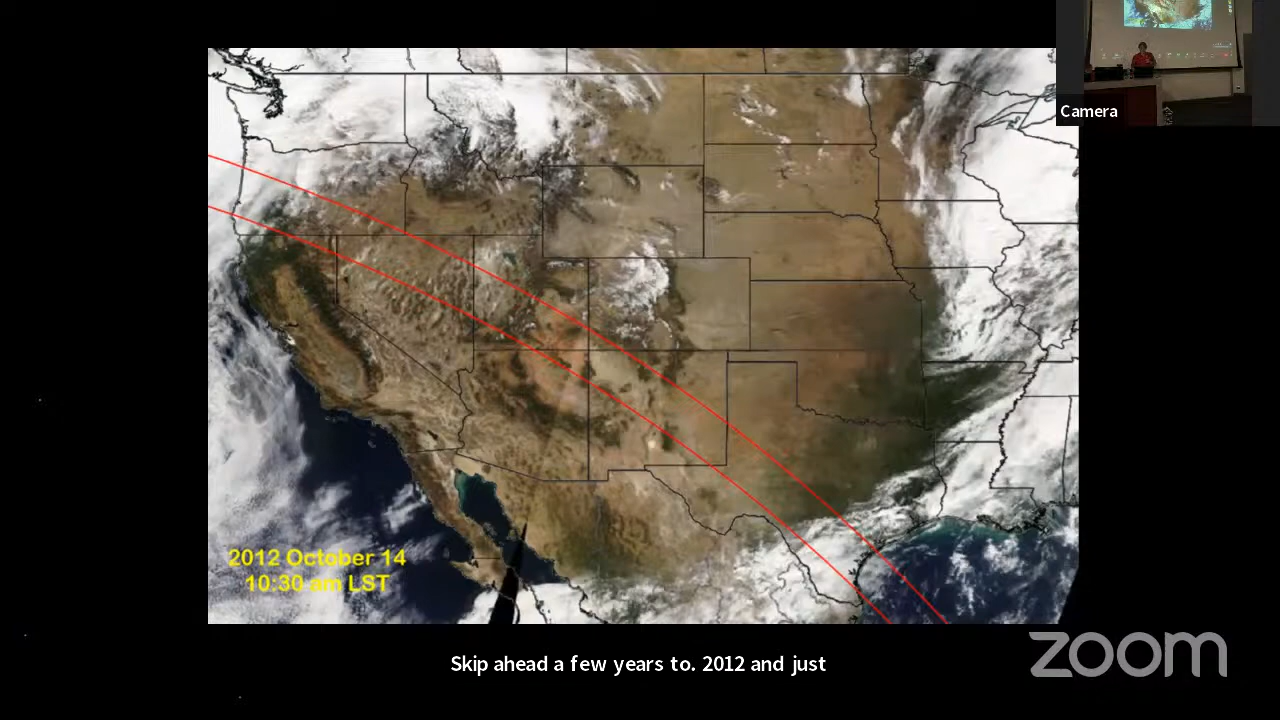 Camera
2012 October 14
10:30 am LST
Skip ahead a few years to. 2012 and just
zoom